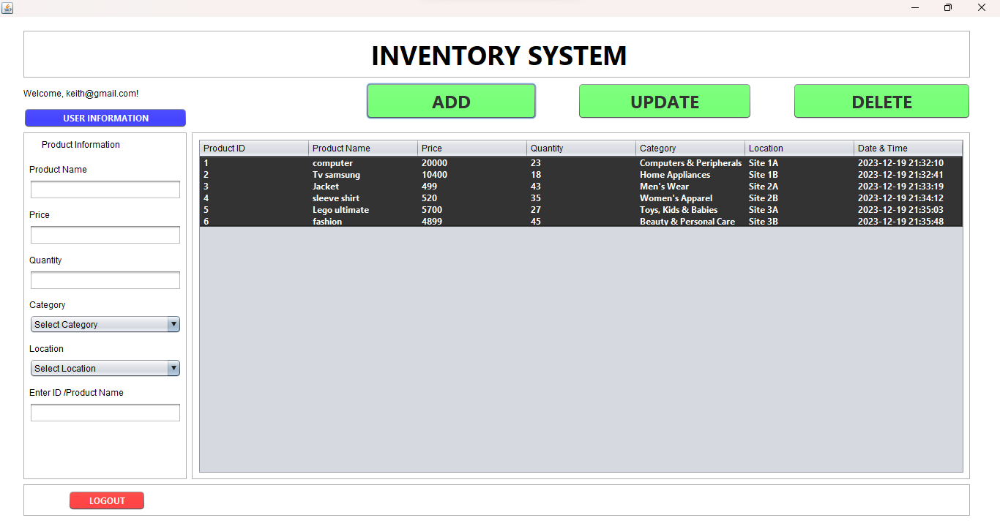 INVENTORY SYSTEM
Welcome, keith@gmail.com!
ADD UPDATE DELETE
USER INFORMATION
Product Information
Product Name
Price
Quantity
Category
Select Category
Location
Select Location
Enter ID /Product Name
Product ID Product Name Price Quantity Category Location Date & Time
1 computer 20000 23 Computers & Peripherals Site 1A 2023-12-19 21:32:10
2 Tv samsung 10400 18 Home Appliances Site 1B 2023-12-19 21:32:41
3 Jacket 499 43 Men's Wear Site 2A 2023-12-19 21:33:19
4 sleeve shirt 520 35 Women's Apparel Site 2B 2023-12-19 21:34:12
5 Lego ultimate 5700 27 Toys, Kids & Babies Site 3A 2023-12-19 21:35:03
6 fashion 4899 45 Beauty & Personal Care Site 3B 2023-12-19 21:35:48
LOGOUT